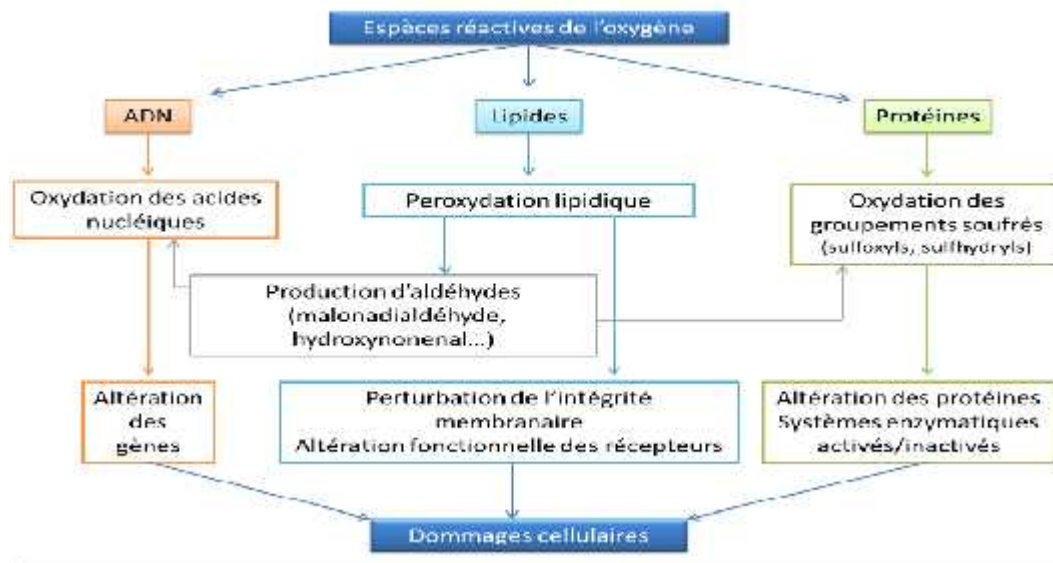 Espèces réactives de l'oxygène
ADN
Lipides
Protéines
Oxydation des acides
nucléiques
Peroxydation lipidique
Oxydation des
groupements soufrés
(sulfoxyls, sulfhydryls)
Production d'aldéhydes
(malonadialdéhyde,
hydroxynonenal...)
Altération
des
gènes
Perturbation de l'intégrité
membranaire
Altération fonctionnelle des récepteurs
Altération des protéines
Systèmes enzymatiques
activés/inactivés
Dommages cellulaires